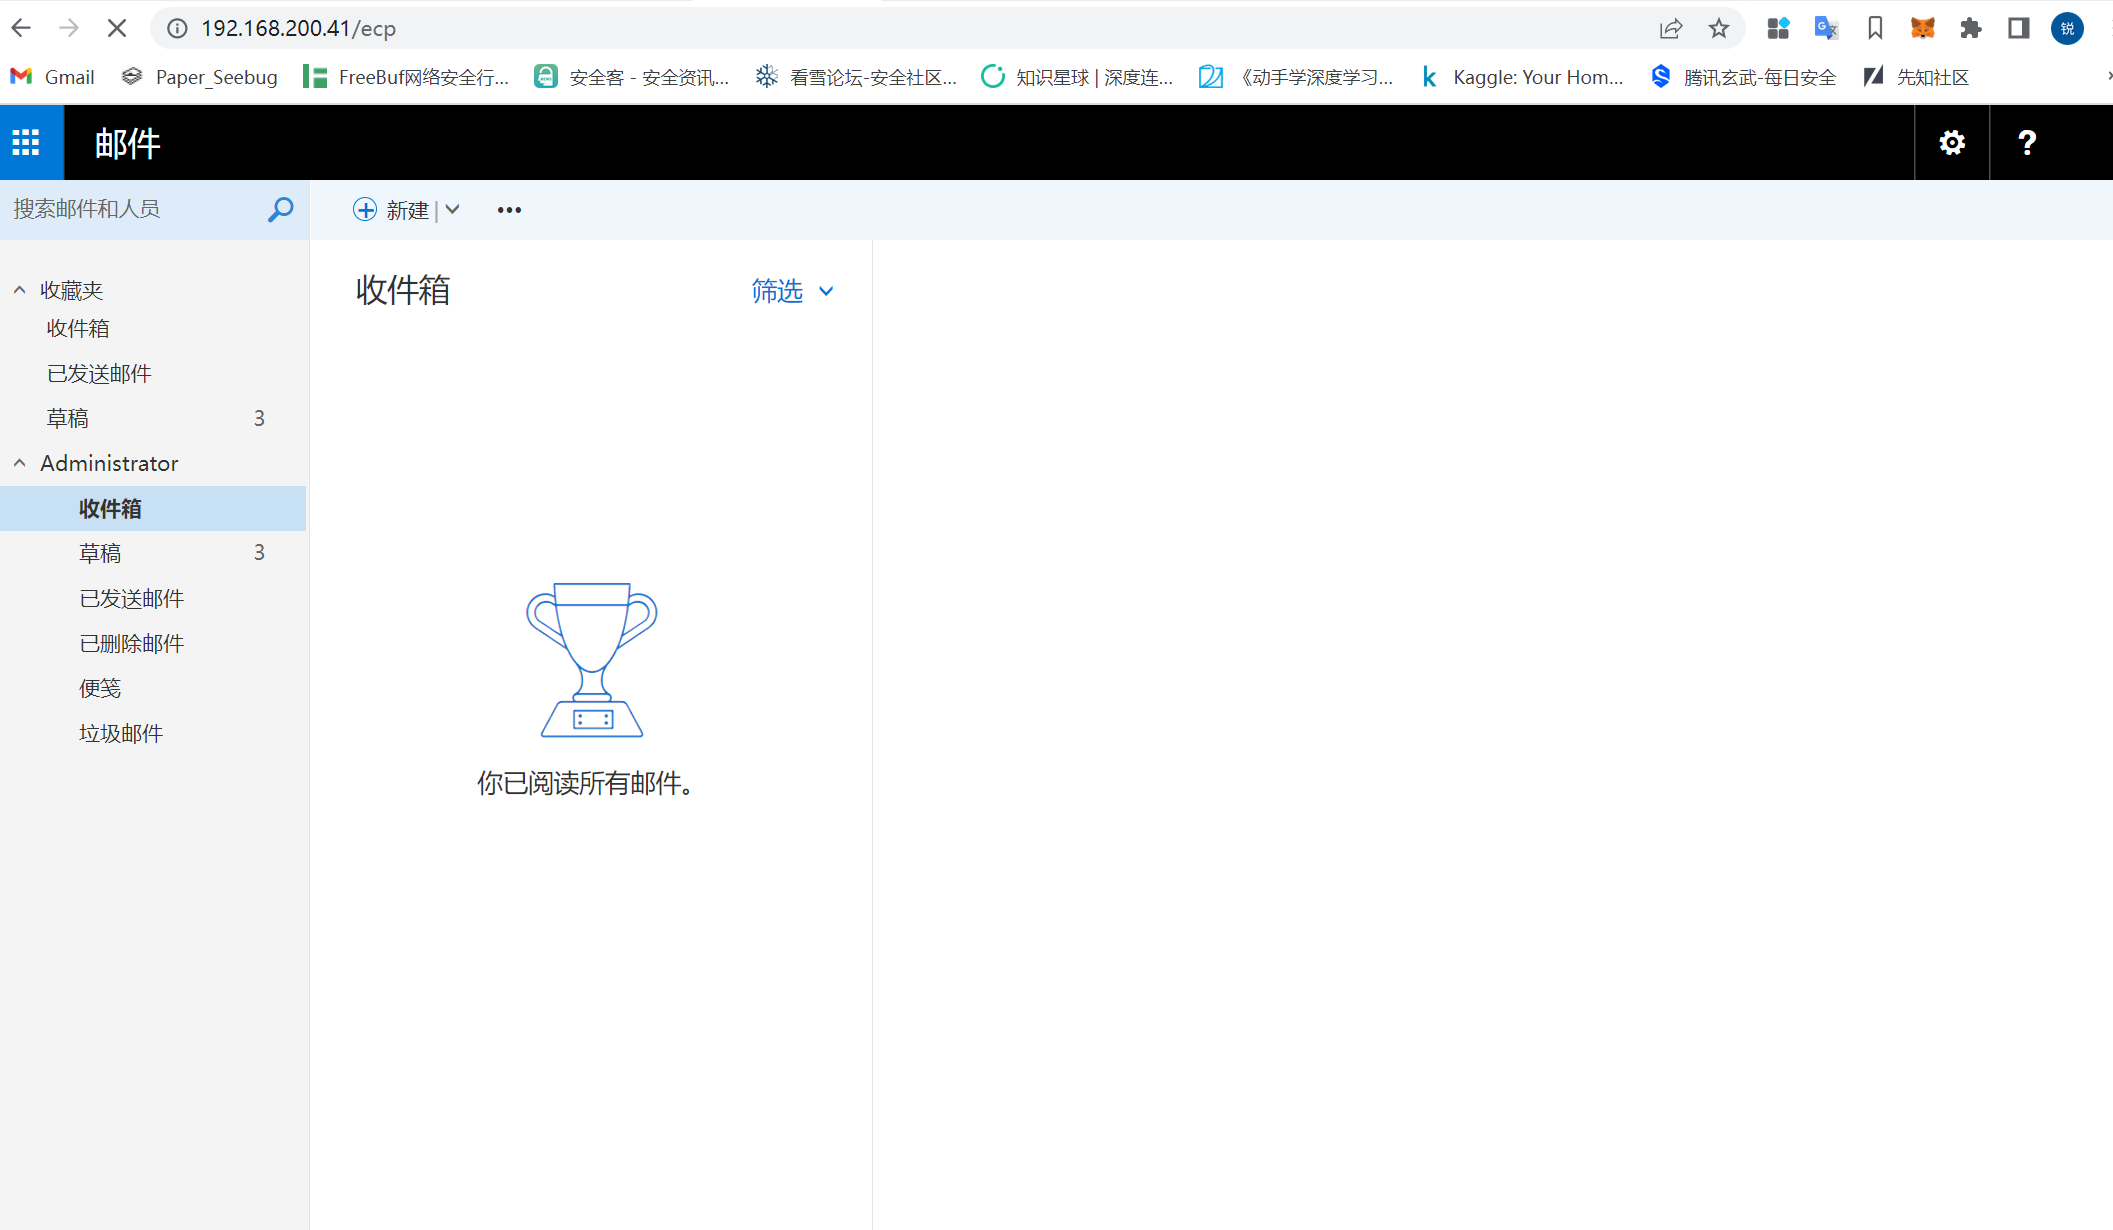 192.168.200.41/ecp
锐
Gmail Paper_Seebug FreeBuf网络安全行... 安全客 - 安全资讯... 看雪论坛-安全社区... 知识星球 | 深度连... 《动手学深度学习... Kaggle: Your Hom... 腾讯玄武-每日安全 先知社区
邮件
搜索邮件和人员
新建
收件箱 筛选
收藏夹
收件箱
已发送邮件
草稿 3
Administrator
收件箱
草稿 3
已发送邮件
已删除邮件
便笺
垃圾邮件
你已阅读所有邮件。